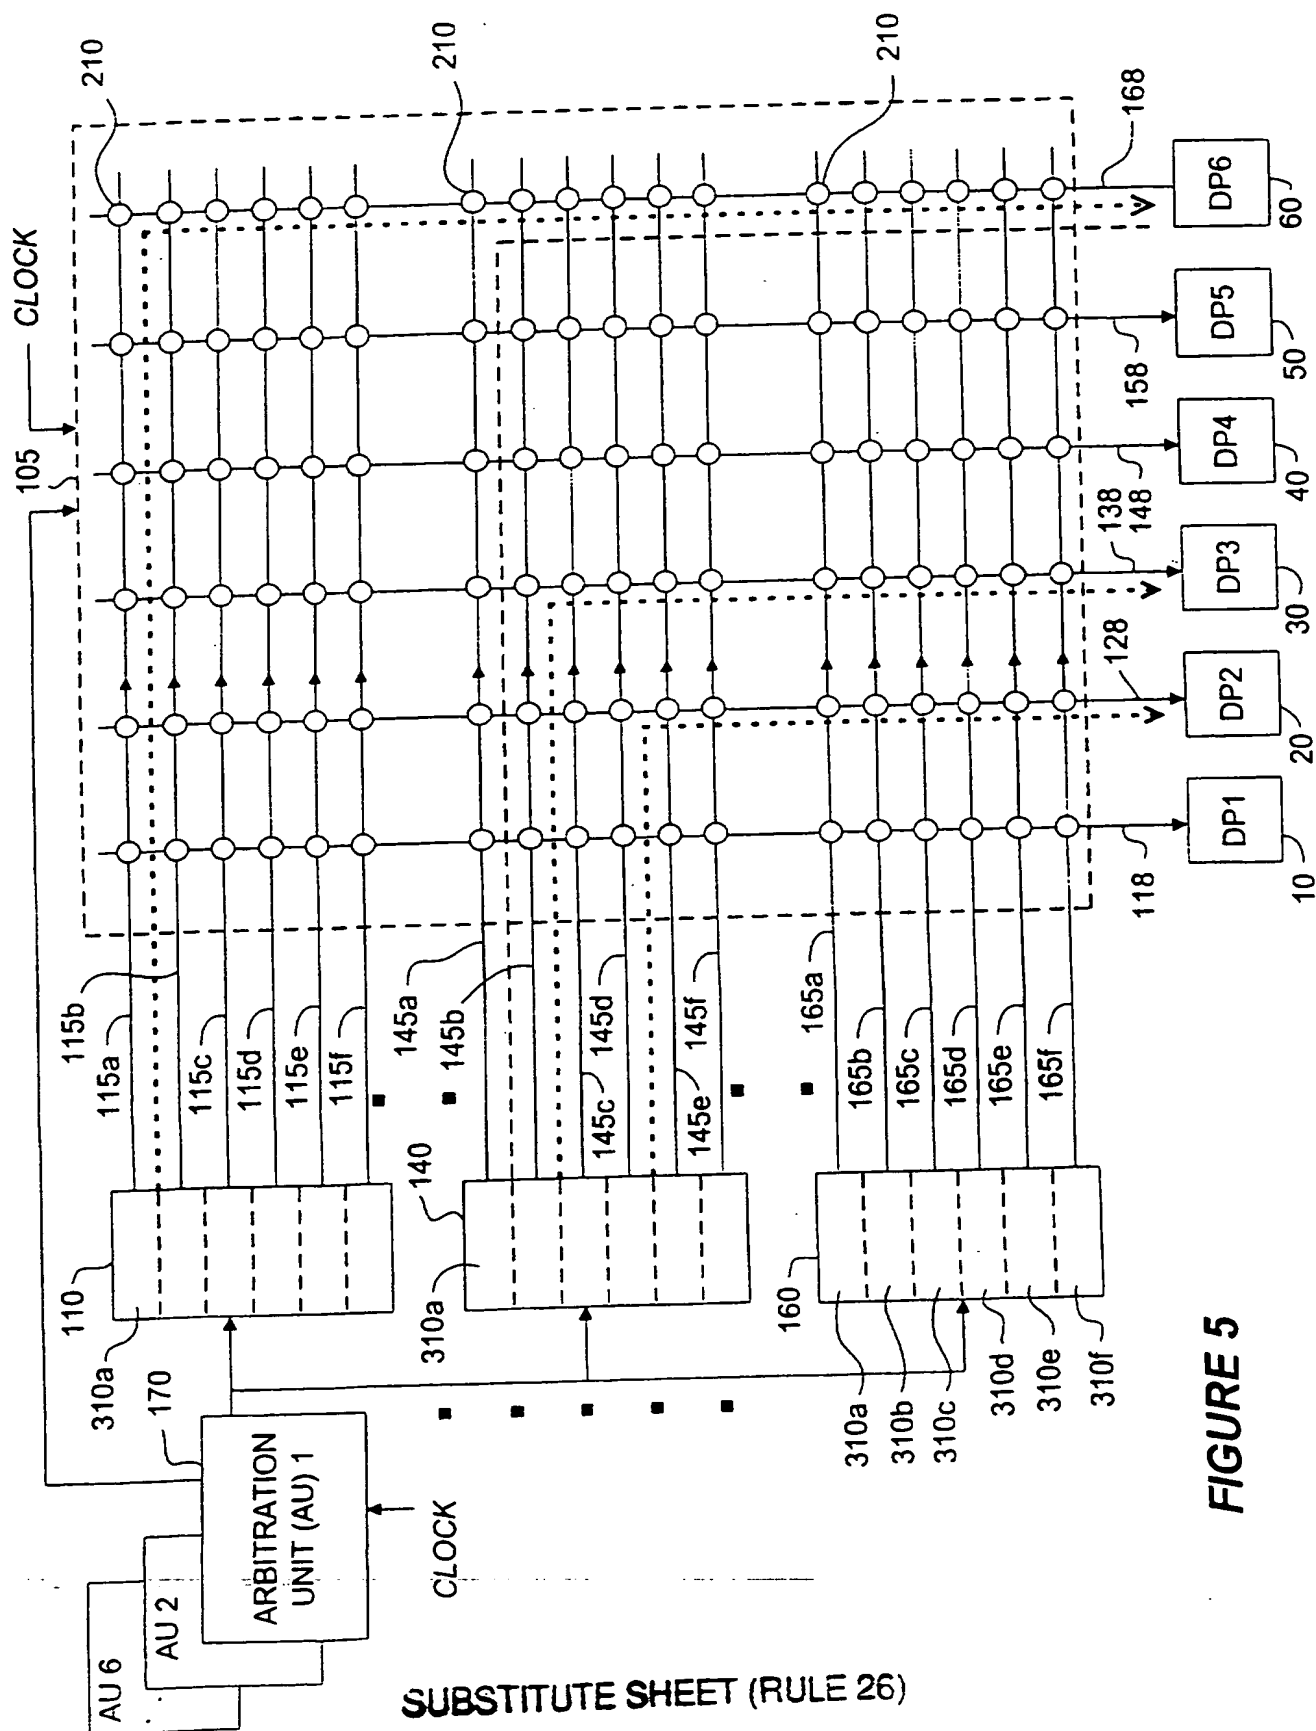 CLOCK
105
210
210
210
170
ARBITRATION
UNIT (AU) 1
AU 2
AU 6
CLOCK
110
310a
115a
115b
115c
115d
115e
115f
140
310a
145a
145b
145c
145d
145e
145f
160
310a
310b
310c
310d
310e
310f
165a
165b
165c
165d
165e
165f
118
128
138
148
158
168
DP1
DP2
DP3
DP4
DP5
DP6
10
20
30
40
50
60
FIGURE 5
SUBSTITUTE SHEET (RULE 26)